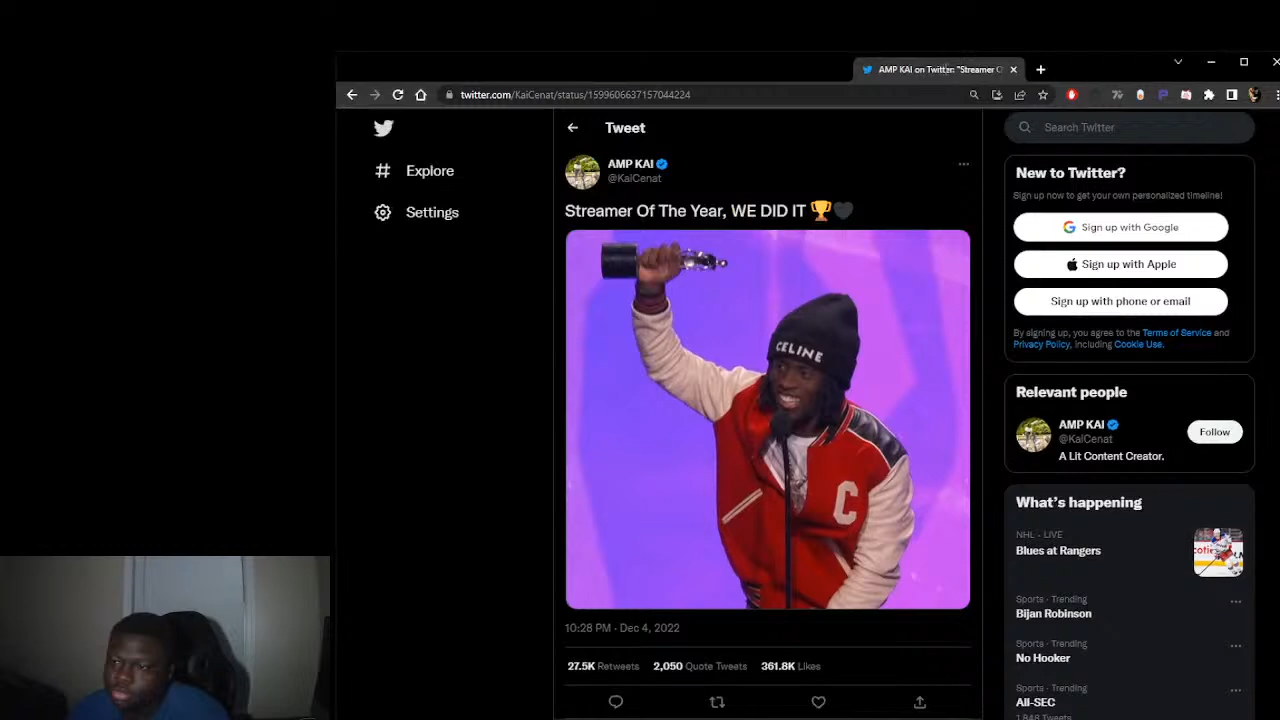 AMP KAI on Twitter: "Streamer O
twitter.com/KaiCenat/status/1599606637157044224
Tweet
Explore
Settings
AMP KAI
@KaiCenat
Streamer Of The Year, WE DID IT 🏆🖤
CELINE
C
10:28 PM · Dec 4, 2022
27.5K Retweets 2,050 Quote Tweets 361.8K Likes
Search Twitter
New to Twitter?
Sign up now to get your own personalized timeline!
Sign up with Google
Sign up with Apple
Sign up with phone or email
By signing up, you agree to the Terms of Service and
Privacy Policy, including Cookie Use.
Relevant people
AMP KAI
@KaiCenat
Follow
A Lit Content Creator.
What's happening
NHL · LIVE
Blues at Rangers
Sports · Trending
Bijan Robinson
Sports · Trending
No Hooker
Sports · Trending
All-SEC
1,848 Tweets